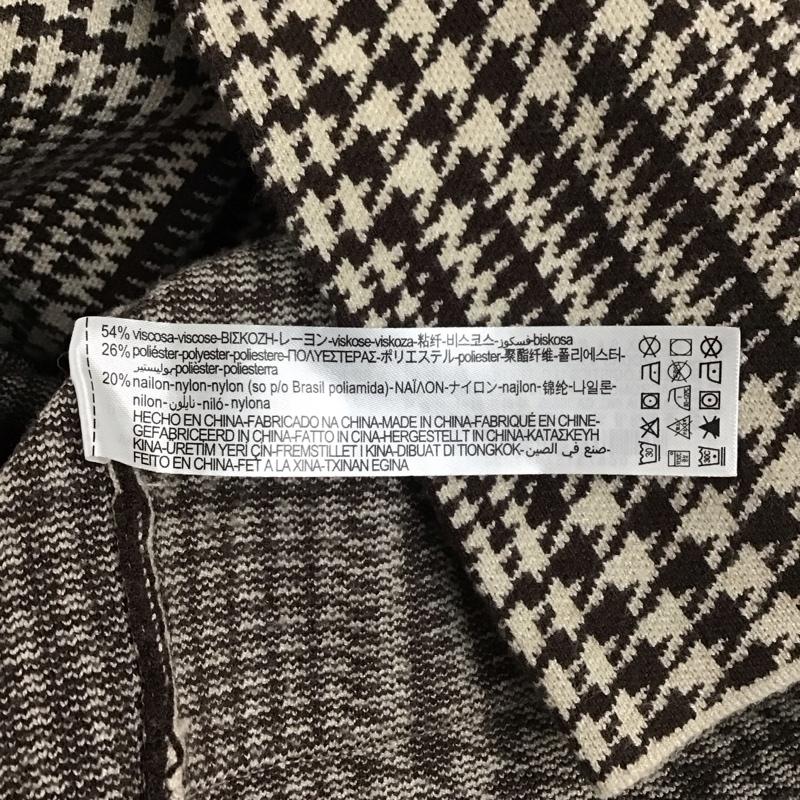 54% viscosa-viscose-ΒΙΣΚΟΖΗ-レーヨン-viskose-viskoza-粘纤-비스코스-فسكوز-biskosa
26% poliéster-polyester-poliestere-ΠΟΛΥΕΣΤΕΡΑΣ-ポリエステル-poliester-聚酯纤维-폴리에스터-
بوليستير-polièster-poliesterra
20% nailon-nylon-nylon (so p/o Brasil poliamida)-ΝΑΪΛΟΝ-ナイロン-najlon-锦纶-나일론-
nilon-نايلون-niló-nylona
HECHO EN CHINA-FABRICADO NA CHINA-MADE IN CHINA-FABRIQUÉ EN CHINE-
GEFABRICEERD IN CHINA-FATTO IN CINA-HERGESTELLT IN CHINA-ΚΑΤΑΣΚΕΥΗ
ΚΙΝΑ-ÜRETİM YERİ ÇİN-FREMSTILLET I KINA-DIBUAT DI TIONGKOK-صنع في الصين-
FEITO EN CHINA-FET A LA XINA-TXINAN EGINA
30